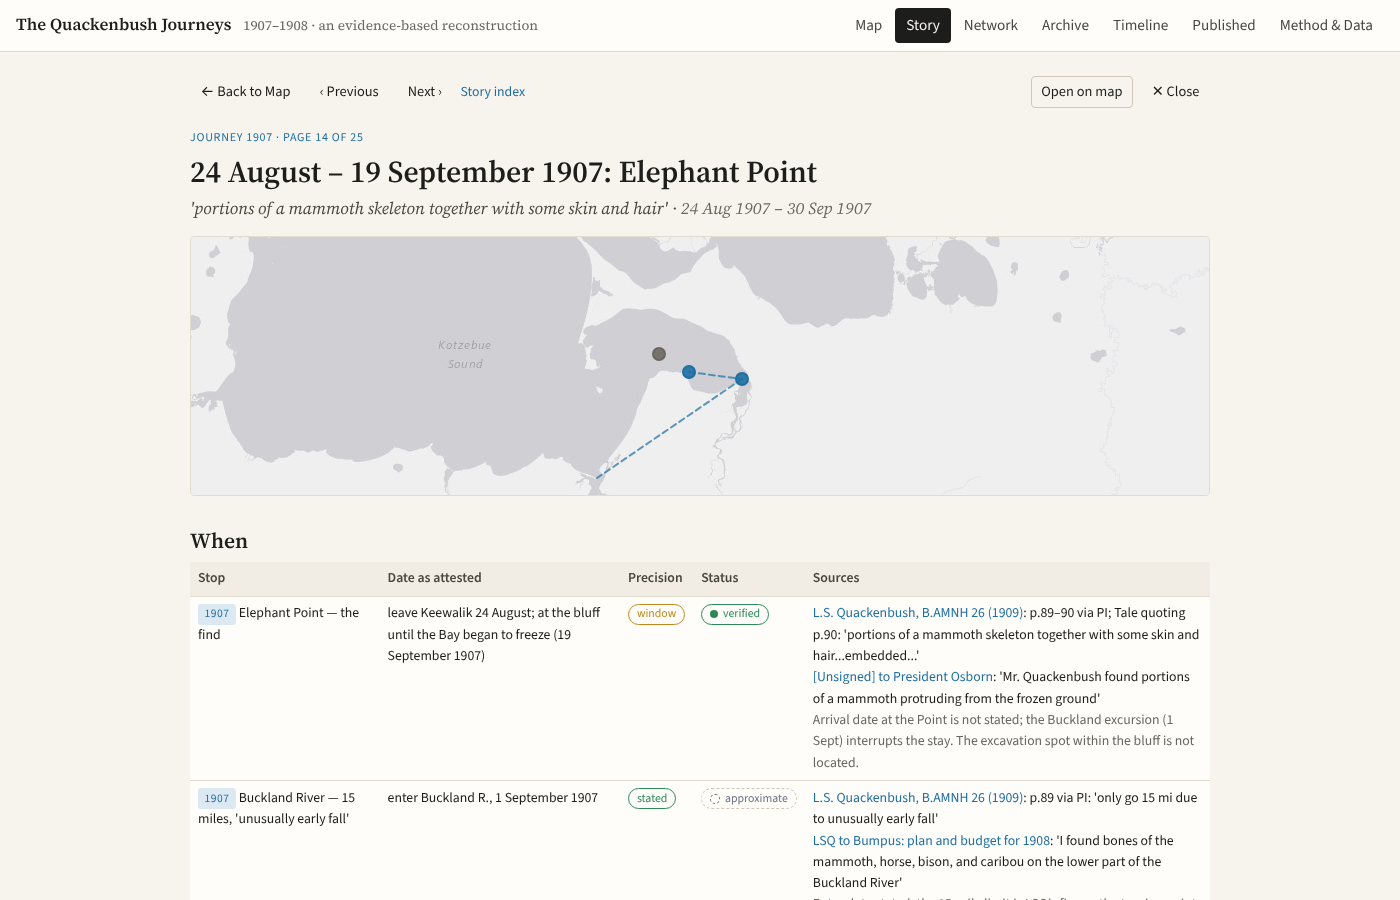 The Quackenbush Journeys 1907–1908 · an evidence-based reconstruction
Map Story Network Archive Timeline Published Method & Data
← Back to Map ‹ Previous Next › Story index Open on map ✕ Close
JOURNEY 1907 · PAGE 14 OF 25
24 August – 19 September 1907: Elephant Point
'portions of a mammoth skeleton together with some skin and hair' · 24 Aug 1907 – 30 Sep 1907
Kotzebue
Sound
When
Stop Date as attested Precision Status Sources
1907 Elephant Point — the
find
leave Keewalik 24 August; at the bluff
until the Bay began to freeze (19
September 1907)
window
verified
L.S. Quackenbush, B.AMNH 26 (1909): p.89–90 via PI; Tale quoting
p.90: 'portions of a mammoth skeleton together with some skin and
hair...embedded...'
[Unsigned] to President Osborn: 'Mr. Quackenbush found portions
of a mammoth protruding from the frozen ground'
Arrival date at the Point is not stated; the Buckland excursion (1
Sept) interrupts the stay. The excavation spot within the bluff is not
located.
1907 Buckland River — 15
miles, 'unusually early fall'
enter Buckland R., 1 September 1907
stated
approximate
L.S. Quackenbush, B.AMNH 26 (1909): p.89 via PI: 'only go 15 mi due
to unusually early fall'
LSQ to Bumpus: plan and budget for 1908: 'I found bones of the
mammoth, horse, bison, and caribou on the lower part of the
Buckland River'